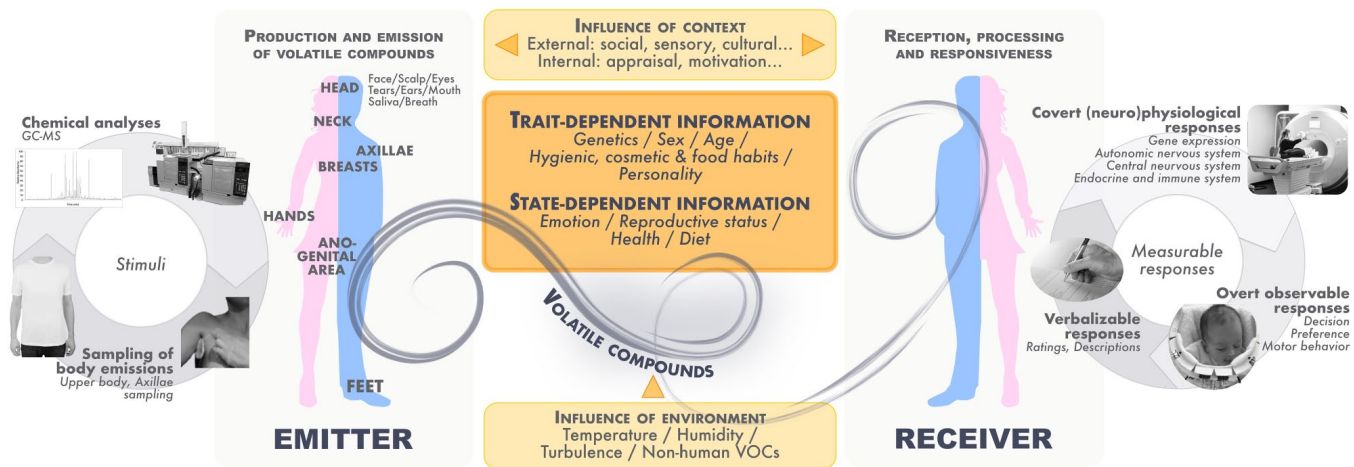 PRODUCTION AND EMISSION
OF VOLATILE COMPOUNDS
HEAD
Face/Scalp/Eyes
Tears/Ears/Mouth
Saliva/Breath
NECK
AXILLAE
BREASTS
HANDS
ANO-
GENITAL
AREA
FEET
EMITTER
Chemical analyses
GC-MS
Stimuli
Sampling of
body emissions
Upper body, Axillae
sampling
INFLUENCE OF CONTEXT
External: social, sensory, cultural...
Internal: appraisal, motivation...
TRAIT-DEPENDENT INFORMATION
Genetics / Sex / Age /
Hygienic, cosmetic & food habits /
Personality
STATE-DEPENDENT INFORMATION
Emotion / Reproductive status /
Health / Diet
VOLATILE COMPOUNDS
INFLUENCE OF ENVIRONMENT
Temperature / Humidity /
Turbulence / Non-human VOCs
RECEPTION, PROCESSING
AND RESPONSIVENESS
RECEIVER
Covert (neuro)physiological
responses
Gene expression
Autonomic nervous system
Central neurvous system
Endocrine and immune system
Measurable
responses
Verbalizable
responses
Ratings, Descriptions
Overt observable
responses
Decision
Preference
Motor behavior